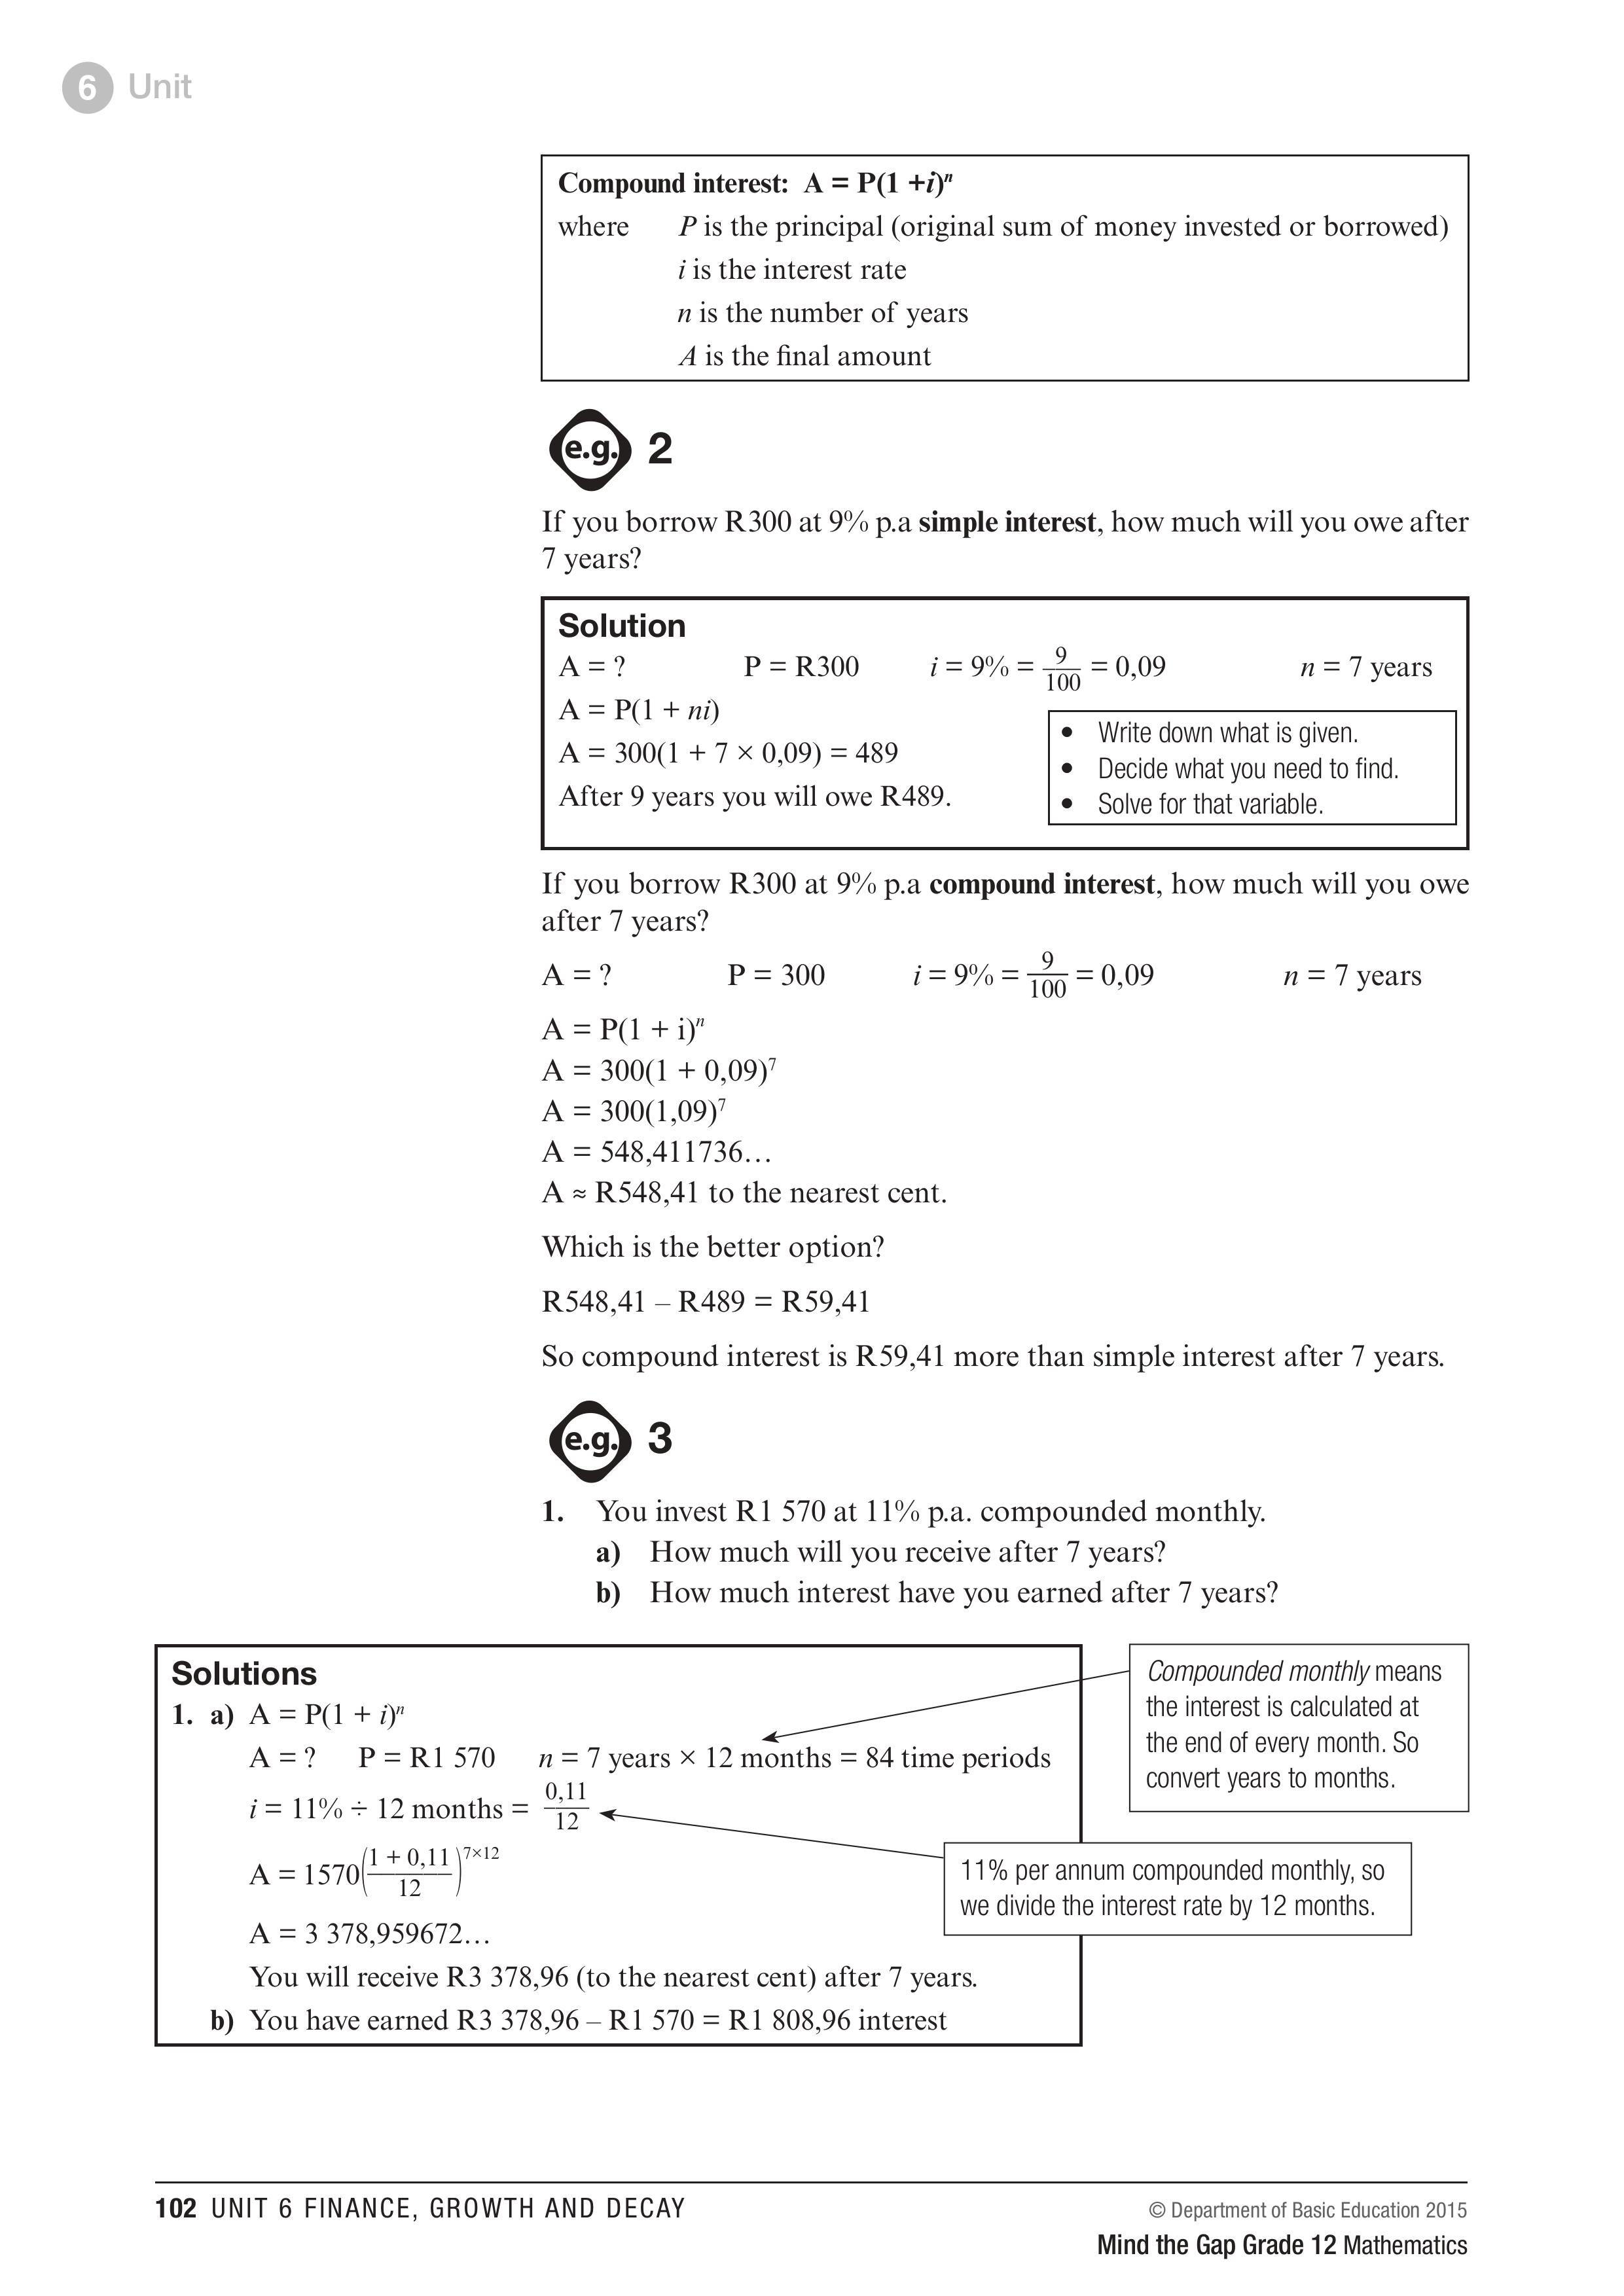 6 Unit
Compound interest: A = P(1 +i)ⁿ
where P is the principal (original sum of money invested or borrowed)
i is the interest rate
n is the number of years
A is the final amount
e.g. 2
If you borrow R300 at 9% p.a simple interest, how much will you owe after
7 years?
Solution
A = ? P = R300 i = 9% = 9/100 = 0,09 n = 7 years
A = P(1 + ni)
A = 300(1 + 7 × 0,09) = 489
After 9 years you will owe R489.
• Write down what is given.
• Decide what you need to find.
• Solve for that variable.
If you borrow R300 at 9% p.a compound interest, how much will you owe
after 7 years?
A = ? P = 300 i = 9% = 9/100 = 0,09 n = 7 years
A = P(1 + i)ⁿ
A = 300(1 + 0,09)⁷
A = 300(1,09)⁷
A = 548,411736…
A ≈ R548,41 to the nearest cent.
Which is the better option?
R548,41 – R489 = R59,41
So compound interest is R59,41 more than simple interest after 7 years.
e.g. 3
1. You invest R1 570 at 11% p.a. compounded monthly.
a) How much will you receive after 7 years?
b) How much interest have you earned after 7 years?
Solutions
1. a) A = P(1 + i)ⁿ
A = ? P = R1 570 n = 7 years × 12 months = 84 time periods
i = 11% ÷ 12 months = 0,11/12
A = 1570((1 + 0,11)/12)^(7×12)
A = 3 378,959672…
You will receive R3 378,96 (to the nearest cent) after 7 years.
b) You have earned R3 378,96 – R1 570 = R1 808,96 interest
Compounded monthly means
the interest is calculated at
the end of every month. So
convert years to months.
11% per annum compounded monthly, so
we divide the interest rate by 12 months.
102 UNIT 6 FINANCE, GROWTH AND DECAY
© Department of Basic Education 2015
Mind the Gap Grade 12 Mathematics